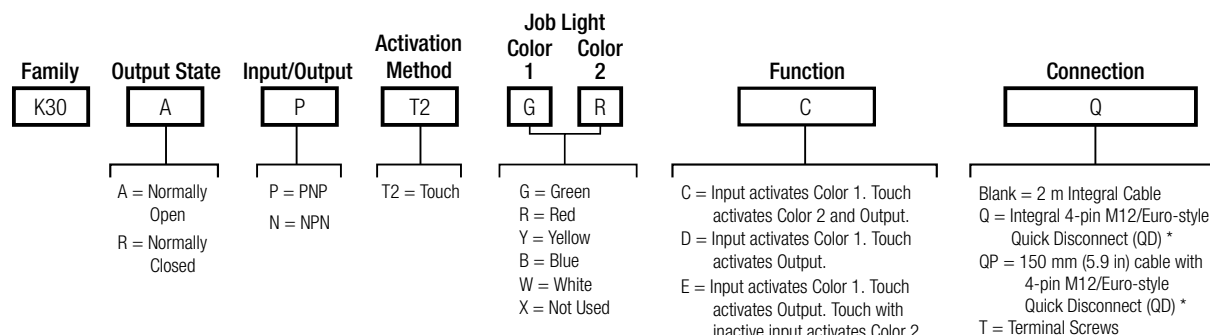 Job Light
Activation Color Color
Family Output State Input/Output Method 1 2 Function Connection
K30 A P T2 G R C Q
A = Normally
Open
R = Normally
Closed
P = PNP
N = NPN
T2 = Touch
G = Green
R = Red
Y = Yellow
B = Blue
W = White
X = Not Used
C = Input activates Color 1. Touch
activates Color 2 and Output.
D = Input activates Color 1. Touch
activates Output.
E = Input activates Color 1. Touch
activates Output. Touch with
inactive input activates Color 2
Blank = 2 m Integral Cable
Q = Integral 4-pin M12/Euro-style
Quick Disconnect (QD) *
QP = 150 mm (5.9 in) cable with
4-pin M12/Euro-style
Quick Disconnect (QD) *
T = Terminal Screws